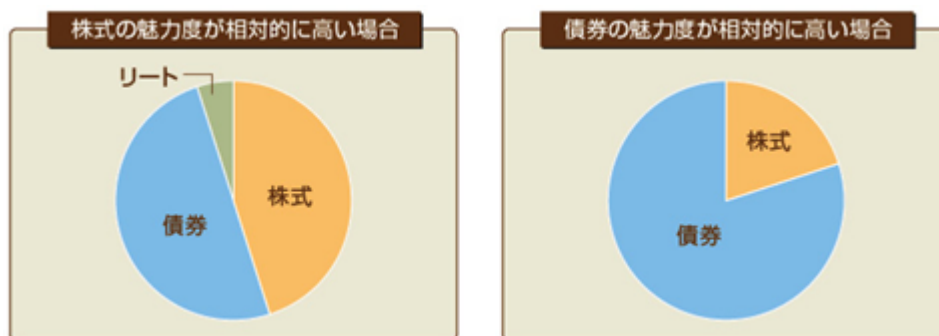 株式の魅力度が相対的に高い場合
リート
株式
債券
債券の魅力度が相対的に高い場合
株式
債券